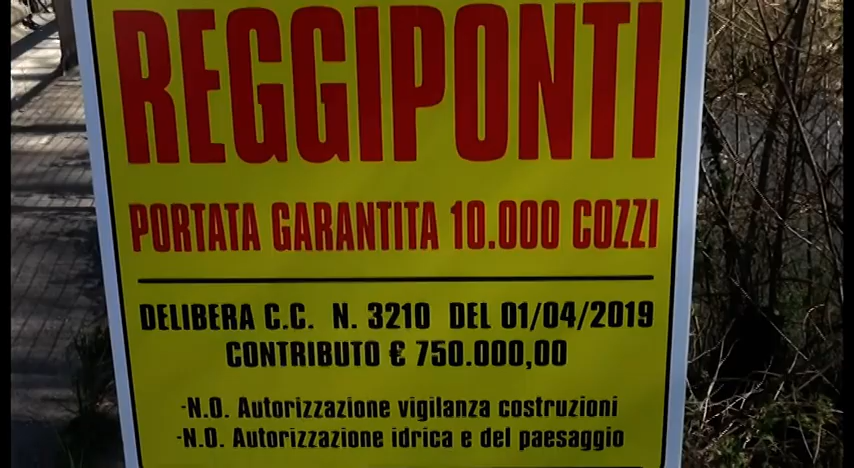 REGGIPONTI
PORTATA GARANTITA 10.000 COZZI
DELIBERA C.C. N. 3210 DEL 01/04/2019
CONTRIBUTO € 750.000,00
-N.O. Autorizzazione vigilanza costruzioni
-N.O. Autorizzazione idrica e del paesaggio